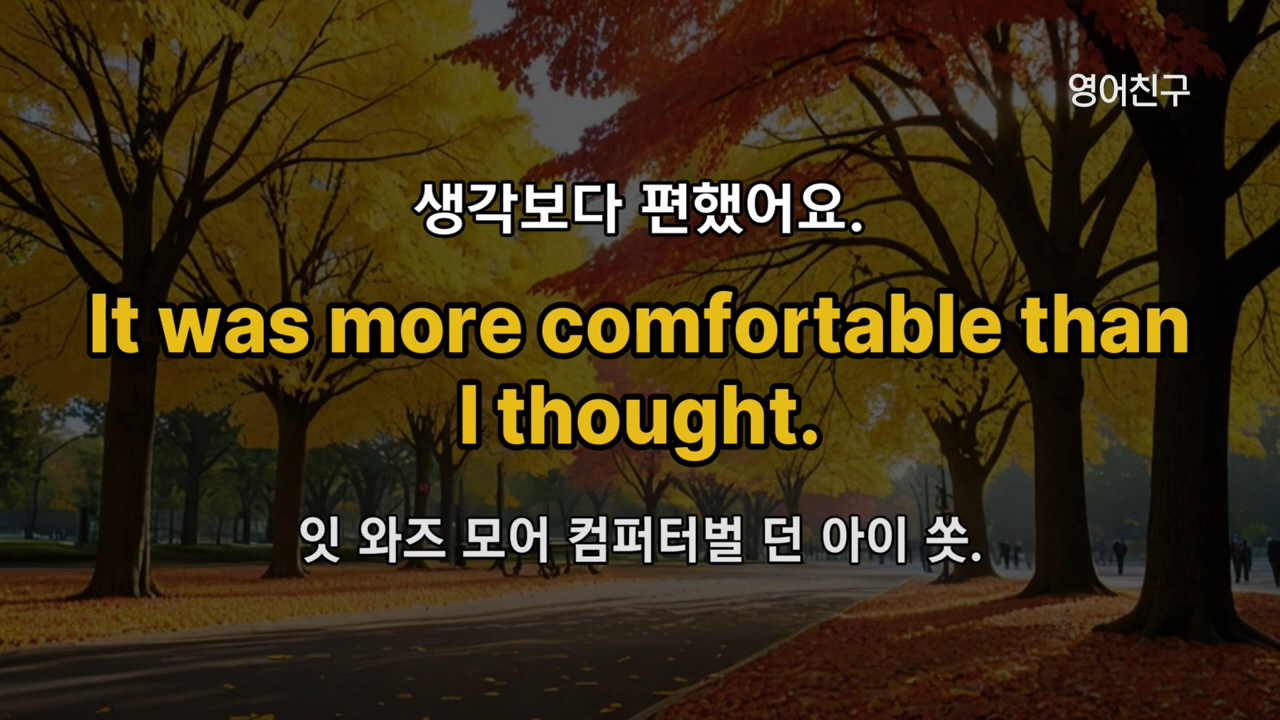 영어친구
생각보다 편했어요.
It was more comfortable than
I thought.
잇 와즈 모어 컴퍼터벌 던 아이 쏫.